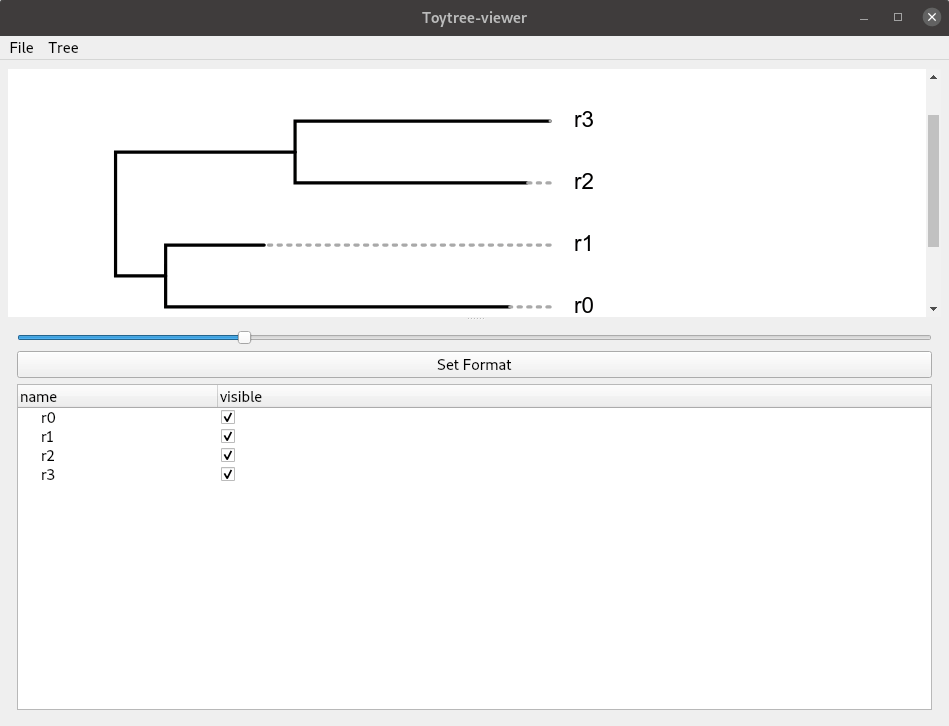 Toytree-viewer
File Tree
r3
r2
r1
r0
Set Format
name visible
r0
r1
r2
r3